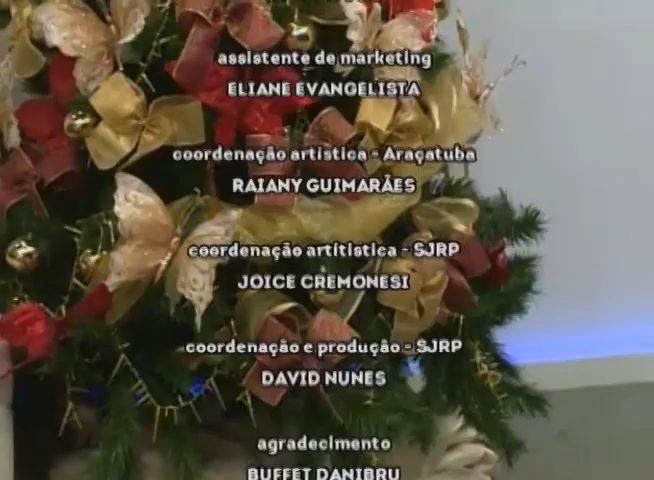 assistente de marketing
ELIANE EVANGELISTA
coordenação artística - Araçatuba
RAIANY GUIMARÃES
coordenação artítistica - SJRP
JOICE CREMONESI
coordenação e produção - SJRP
DAVID NUNES
agradecimento
BUFFET DANIBRU